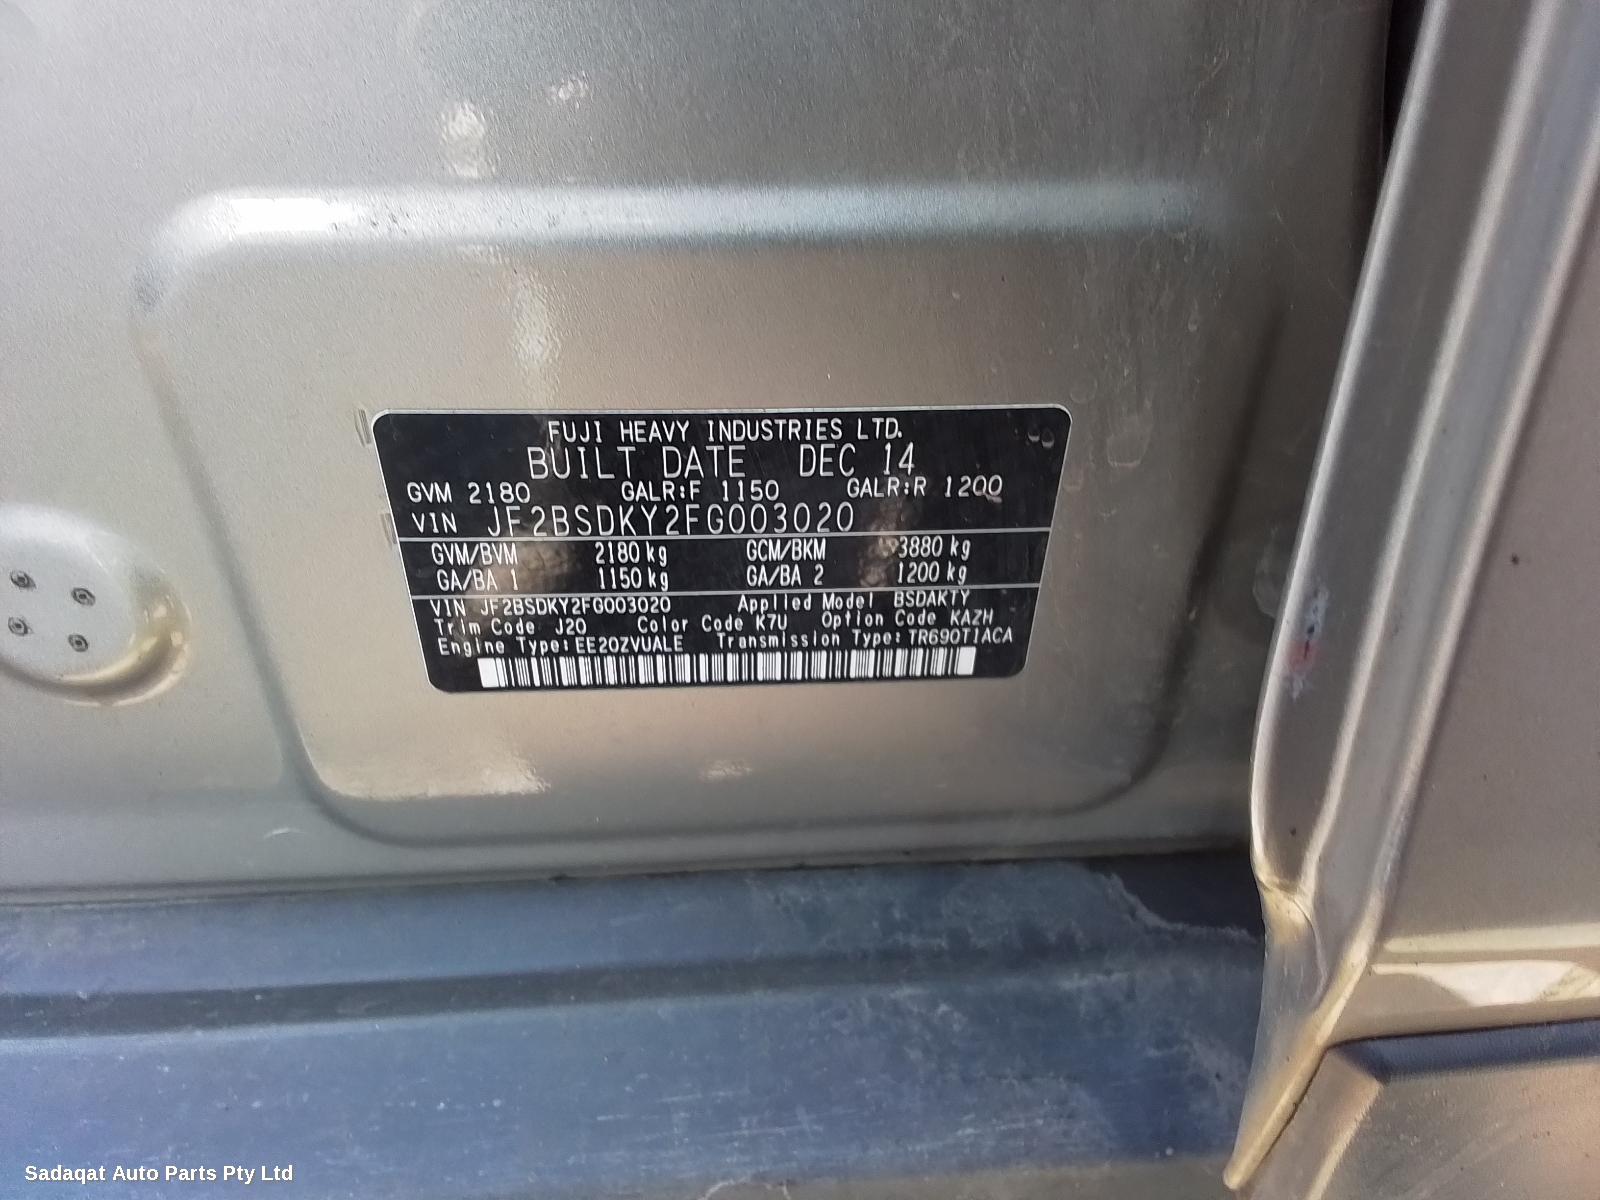 FUJI HEAVY INDUSTRIES LTD.
BUILT DATE DEC 14
GVM 2180 GALR:F 1150 GALR:R 1200
VIN JF2BSDKY2FG003020
GVM/BVM 2180 kg GCM/BKM 3880 kg
GA/BA 1 1150 kg GA/BA 2 1200 kg
VIN JF2BSDKY2FG003020 Applied Model BSDAKTY
Trim Code J20 Color Code K7U Option Code KAZH
Engine Type:EE20ZVUALE Transmission Type:TR690T1ACA
Sadaqat Auto Parts Pty Ltd